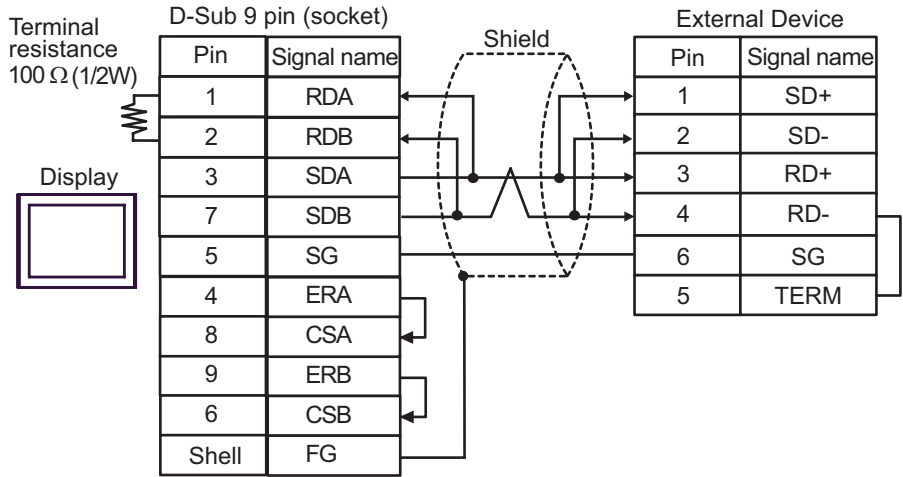 Terminal
resistance
100 Ω (1/2W)
Display
D-Sub 9 pin (socket)
Pin Signal name
1 RDA
2 RDB
3 SDA
7 SDB
5 SG
4 ERA
8 CSA
9 ERB
6 CSB
Shell FG
Shield
External Device
Pin Signal name
1 SD+
2 SD-
3 RD+
4 RD-
6 SG
5 TERM